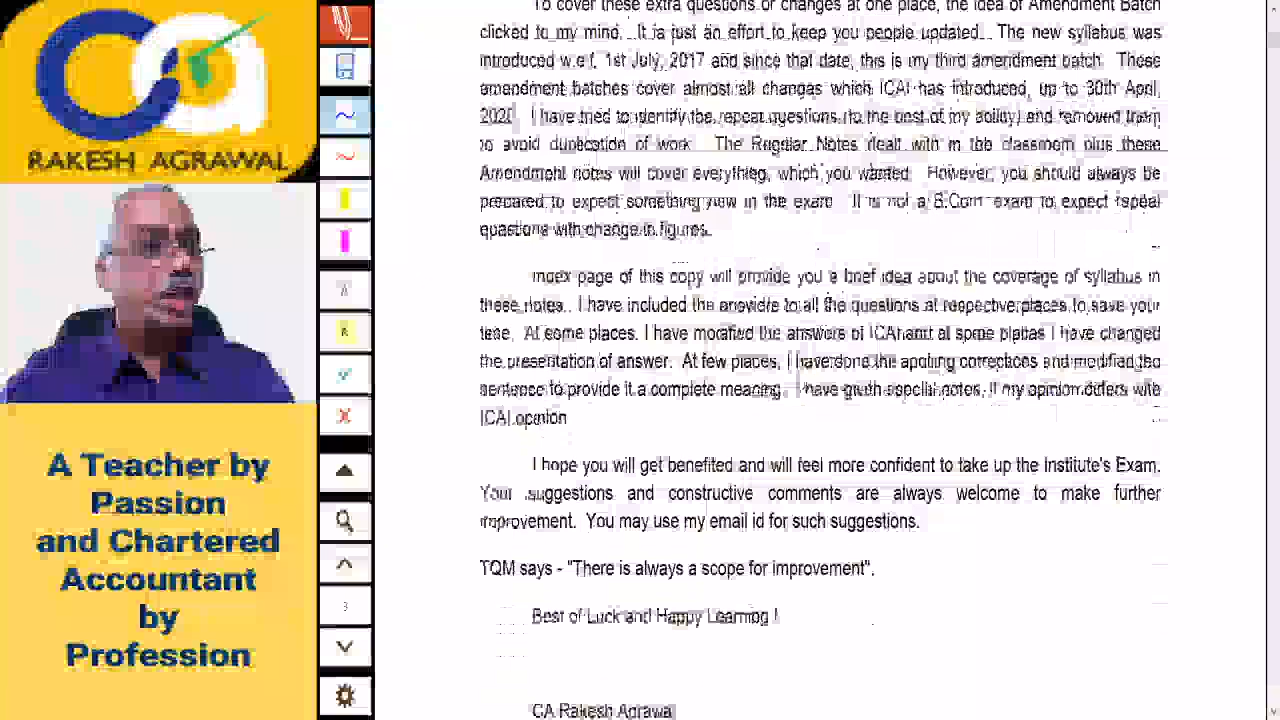 RAKESH AGRAWAL
A Teacher by
Passion
and Chartered
Accountant
by
Profession
To cover these extra questions or changes at one place, the idea of Amendment Batch
clicked to my mind. It is just an effort to keep you people updated. The new syllabus was
introduced w.e.f. 1st July, 2017 and since that date, this is my third amendment batch. These
amendment batches cover almost all changes which ICAI has introduced, up to 30th April,
2020. I have tried to identify the repeat questions (to the best of my ability) and removed them
to avoid duplication of work. The Regular Notes dealt with in the classroom plus these
Amendment notes will cover everything, which you wanted. However, you should always be
prepared to expect something new in the exam. It is not a B.Com exam to expect repeat
questions with change in figures.
Index page of this copy will provide you a brief idea about the coverage of syllabus in
these notes. I have included the answers to all the questions at respective places to save your
time. At some places, I have modified the answers of ICAI and at some places I have changed
the presentation of answer. At few places, I have done the corrections and modified the
sentence to provide it a complete meaning. I have given special notes, if my opinion differs with
ICAI opinion
I hope you will get benefited and will feel more confident to take up the Institute's Exam.
Your suggestions and constructive comments are always welcome to make further
improvement. You may use my email id for such suggestions.
TQM says - "There is always a scope for improvement".
Best of Luck and Happy Learning !
CA Rakesh Agrawal
3